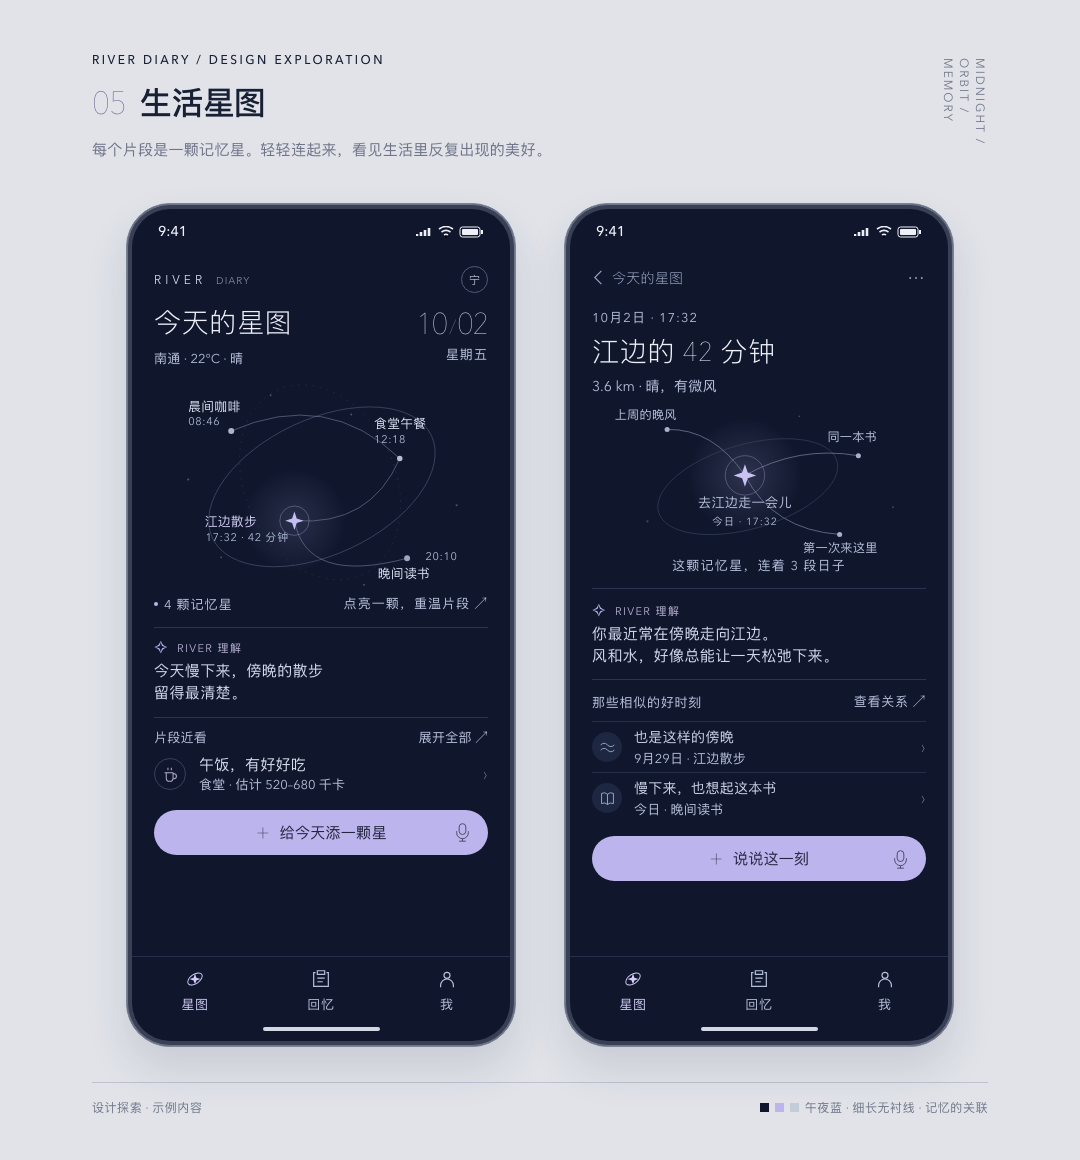 RIVER DIARY / DESIGN EXPLORATION
05 生活星图
每个片段是一颗记忆星。轻轻连起来，看见生活里反复出现的美好。
MIDNIGHT /
ORBIT /
MEMORY
9:41
RIVER DIARY
宁
今天的星图
10/02
南通 · 22°C · 晴
星期五
晨间咖啡
08:46
食堂午餐
12:18
江边散步
17:32 · 42 分钟
20:10
晚间读书
4 颗记忆星
点亮一颗，重温片段 ↗
RIVER 理解
今天慢下来，傍晚的散步
留得最清楚。
片段近看
展开全部 ↗
午饭，有好好吃
食堂 · 估计 520–680 千卡
›
＋ 给今天添一颗星
星图
回忆
我
9:41
今天的星图
···
10月2日 · 17:32
江边的 42 分钟
3.6 km · 晴，有微风
上周的晚风
同一本书
去江边走一会儿
今日 · 17:32
第一次来这里
这颗记忆星，连着 3 段日子
RIVER 理解
你最近常在傍晚走向江边。
风和水，好像总能让一天松弛下来。
那些相似的好时刻
查看关系 ↗
也是这样的傍晚
9月29日 · 江边散步
›
慢下来，也想起这本书
今日 · 晚间读书
›
＋ 说说这一刻
星图
回忆
我
设计探索 · 示例内容
午夜蓝 · 细长无衬线 · 记忆的关联